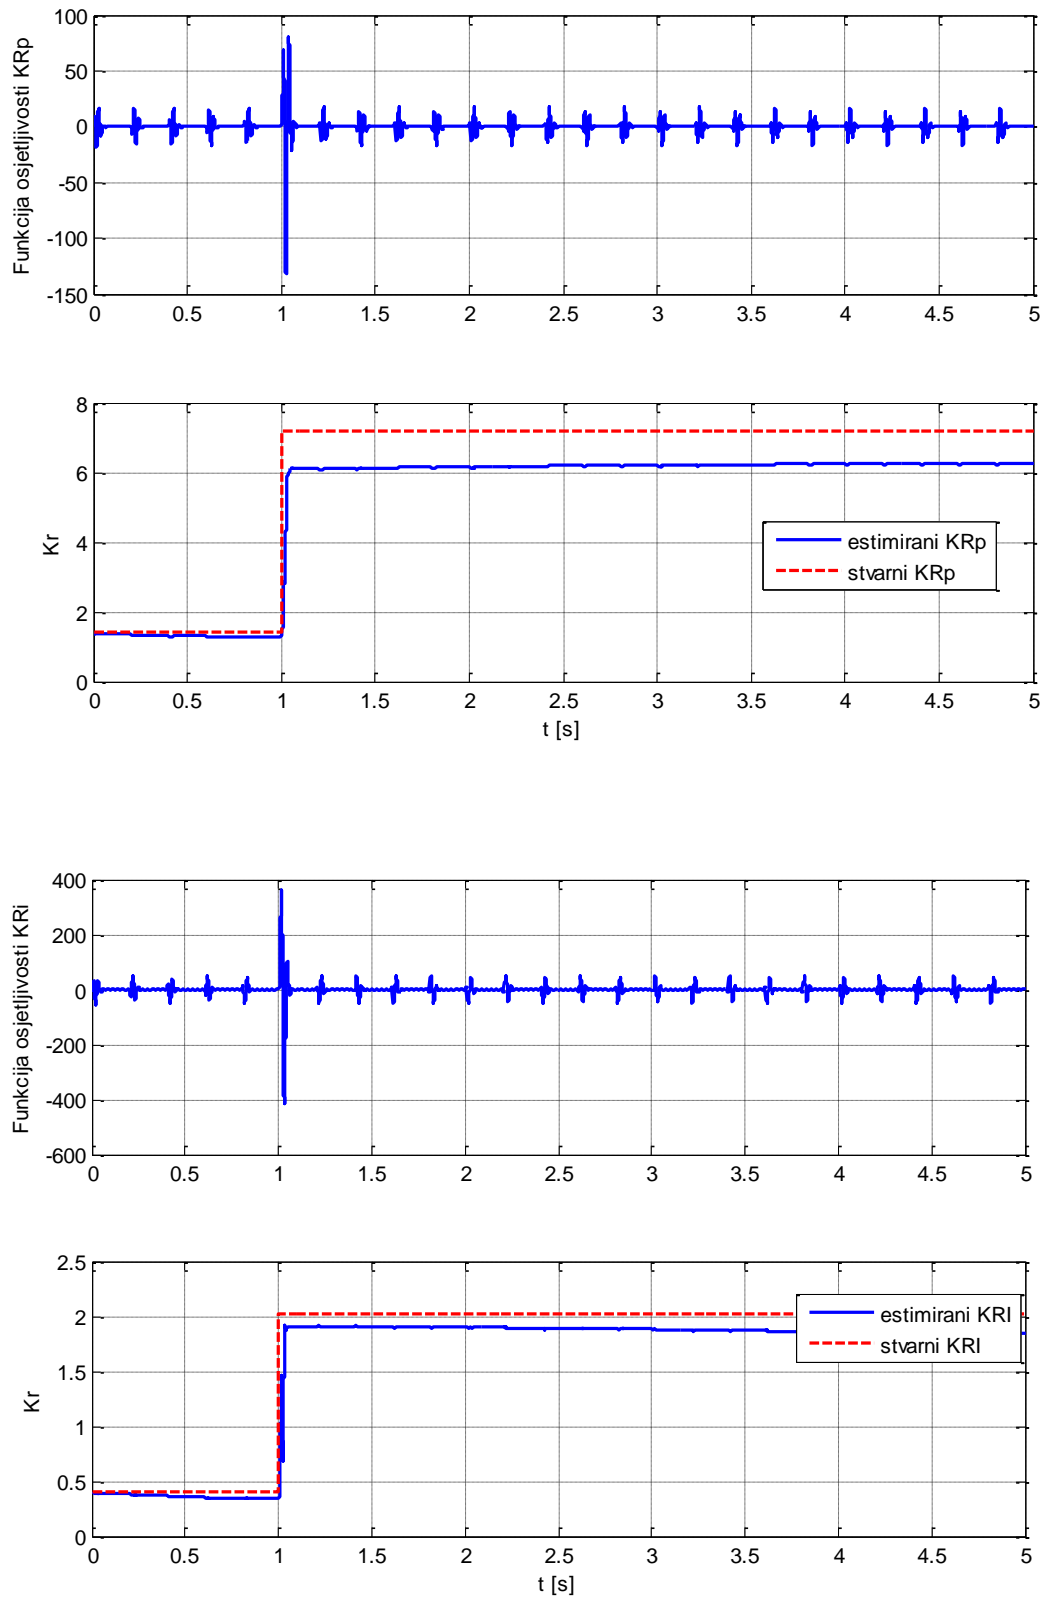 Funkcija osjetljivosti KRp
100
50
0
-50
-100
-150
0 0.5 1 1.5 2 2.5 3 3.5 4 4.5 5
Kr
8
6
4
2
0
estimirani KRp
stvarni KRp
0 0.5 1 1.5 2 2.5 3 3.5 4 4.5 5
t [s]
Funkcija osjetljivosti KRi
400
200
0
-200
-400
-600
0 0.5 1 1.5 2 2.5 3 3.5 4 4.5 5
Kr
2.5
2
1.5
1
0.5
0
estimirani KRI
stvarni KRI
0 0.5 1 1.5 2 2.5 3 3.5 4 4.5 5
t [s]